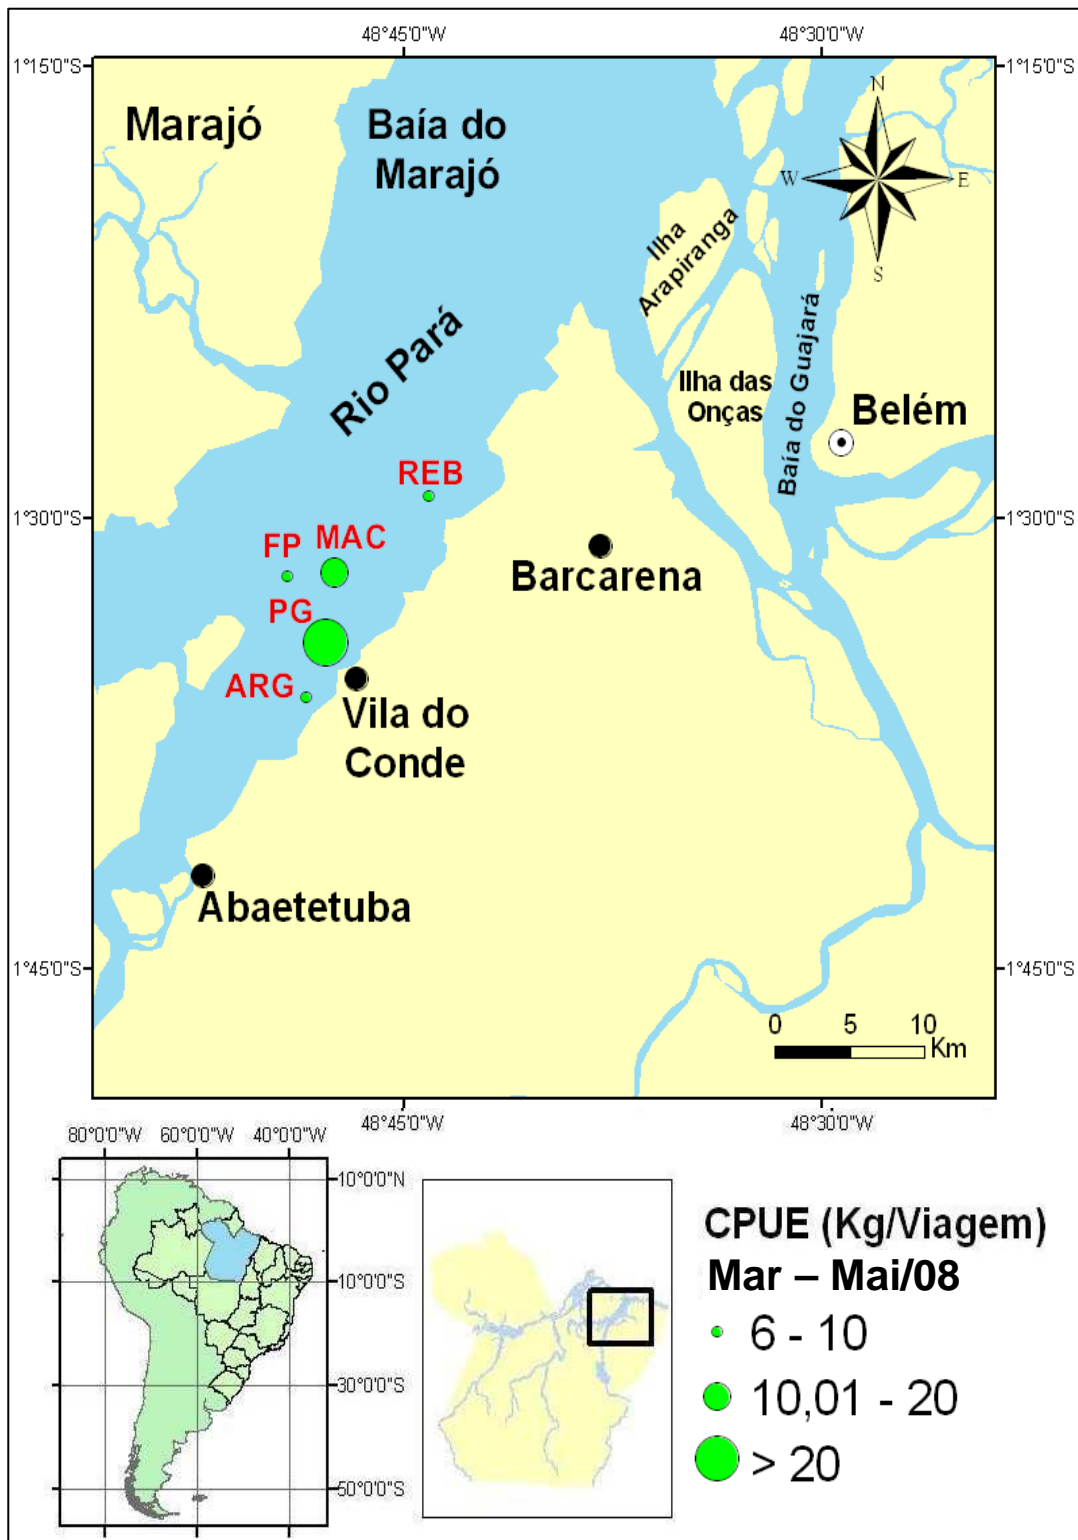 48°45'0"W
48°30'0"W
1°15'0"S
1°15'0"S
Marajó
Baía do
Marajó
N
W
E
S
Ilha
Arapiranga
Rio Pará
Baía do Guajará
Ilha das
Onças
Belém
REB
1°30'0"S
1°30'0"S
FP
MAC
Barcarena
PG
ARG
Vila do
Conde
Abaetetuba
1°45'0"S
1°45'0"S
0 5 10
Km
48°45'0"W
48°30'0"W
80°0'0"W
60°0'0"W
40°0'0"W
10°0'0"N
10°0'0"S
30°0'0"S
50°0'0"S
CPUE (Kg/Viagem)
Mar – Mai/08
6 - 10
10,01 - 20
> 20